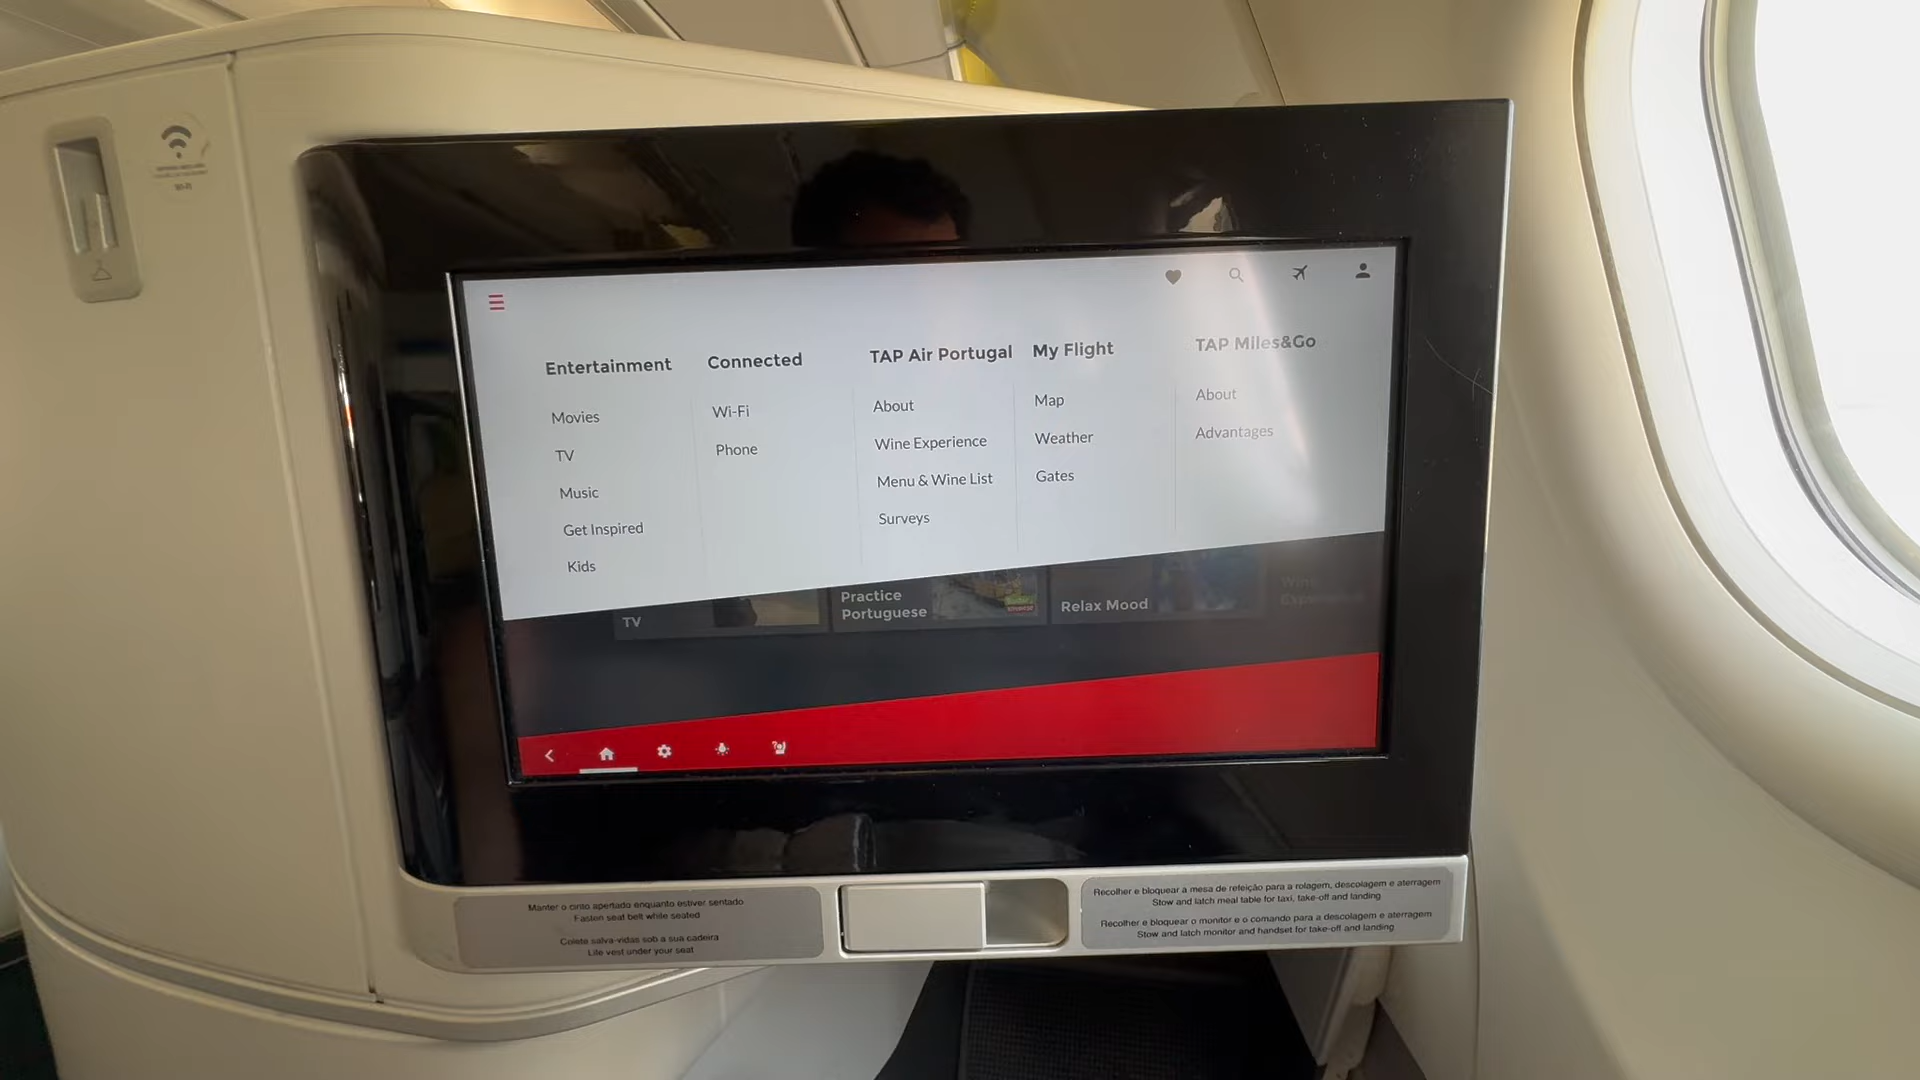 Entertainment
Movies
TV
Music
Get Inspired
Kids
Connected
Wi-Fi
Phone
TAP Air Portugal
About
Wine Experience
Menu & Wine List
Surveys
My Flight
Map
Weather
Gates
TAP Miles&Go
About
Advantages
TV
Practice
Portuguese
Relax Mood
Wine
Experience
Manter o cinto apertado enquanto estiver sentado
Fasten seat belt while seated
Colete salva-vidas sob a sua cadeira
Life vest under your seat
Recolher e bloquear a mesa de refeição para a rolagem, descolagem e aterragem
Stow and latch meal table for taxi, take-off and landing
Recolher e bloquear o monitor e o comando para a descolagem e aterragem
Stow and latch monitor and handset for take-off and landing